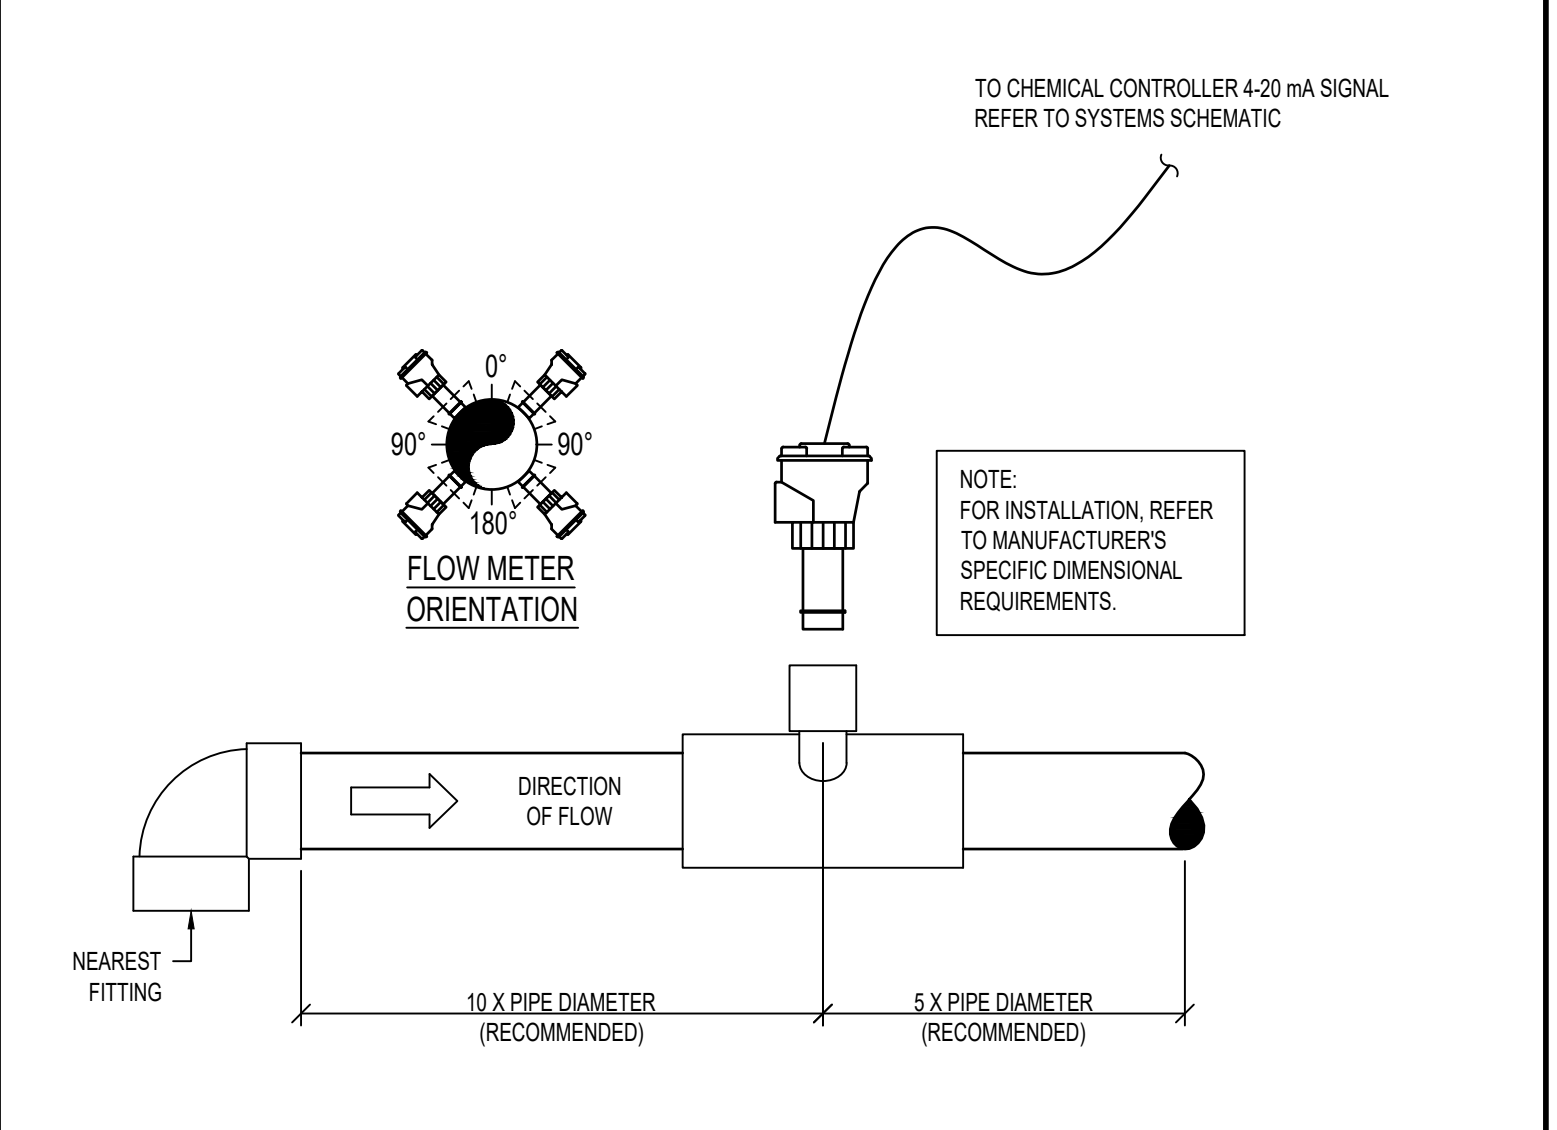 TO CHEMICAL CONTROLLER 4-20 mA SIGNAL
REFER TO SYSTEMS SCHEMATIC
0°
90°
90°
180°
FLOW METER
ORIENTATION
NOTE:
FOR INSTALLATION, REFER
TO MANUFACTURER'S
SPECIFIC DIMENSIONAL
REQUIREMENTS.
DIRECTION
OF FLOW
NEAREST
FITTING
10 X PIPE DIAMETER
(RECOMMENDED)
5 X PIPE DIAMETER
(RECOMMENDED)